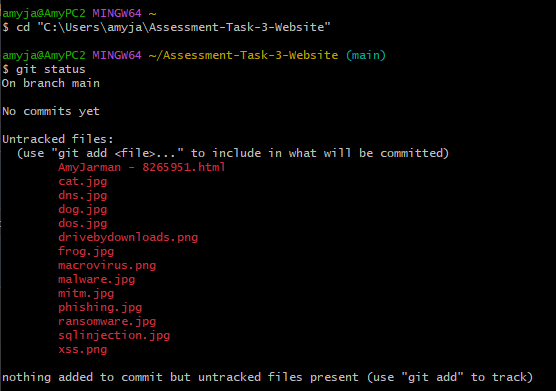 amyja@AmyPC2 MINGW64 ~
$ cd "C:\Users\amyja\Assessment-Task-3-Website"
amyja@AmyPC2 MINGW64 ~/Assessment-Task-3-Website (main)
$ git status
On branch main
No commits yet
Untracked files:
(use "git add <file>..." to include in what will be committed)
AmyJarman - 8265951.html
cat.jpg
dns.jpg
dog.jpg
dos.jpg
drivebydownloads.png
frog.jpg
macrovirus.png
malware.jpg
mitm.jpg
phishing.jpg
ransomware.jpg
sqlinjection.jpg
xss.png
nothing added to commit but untracked files present (use "git add" to track)